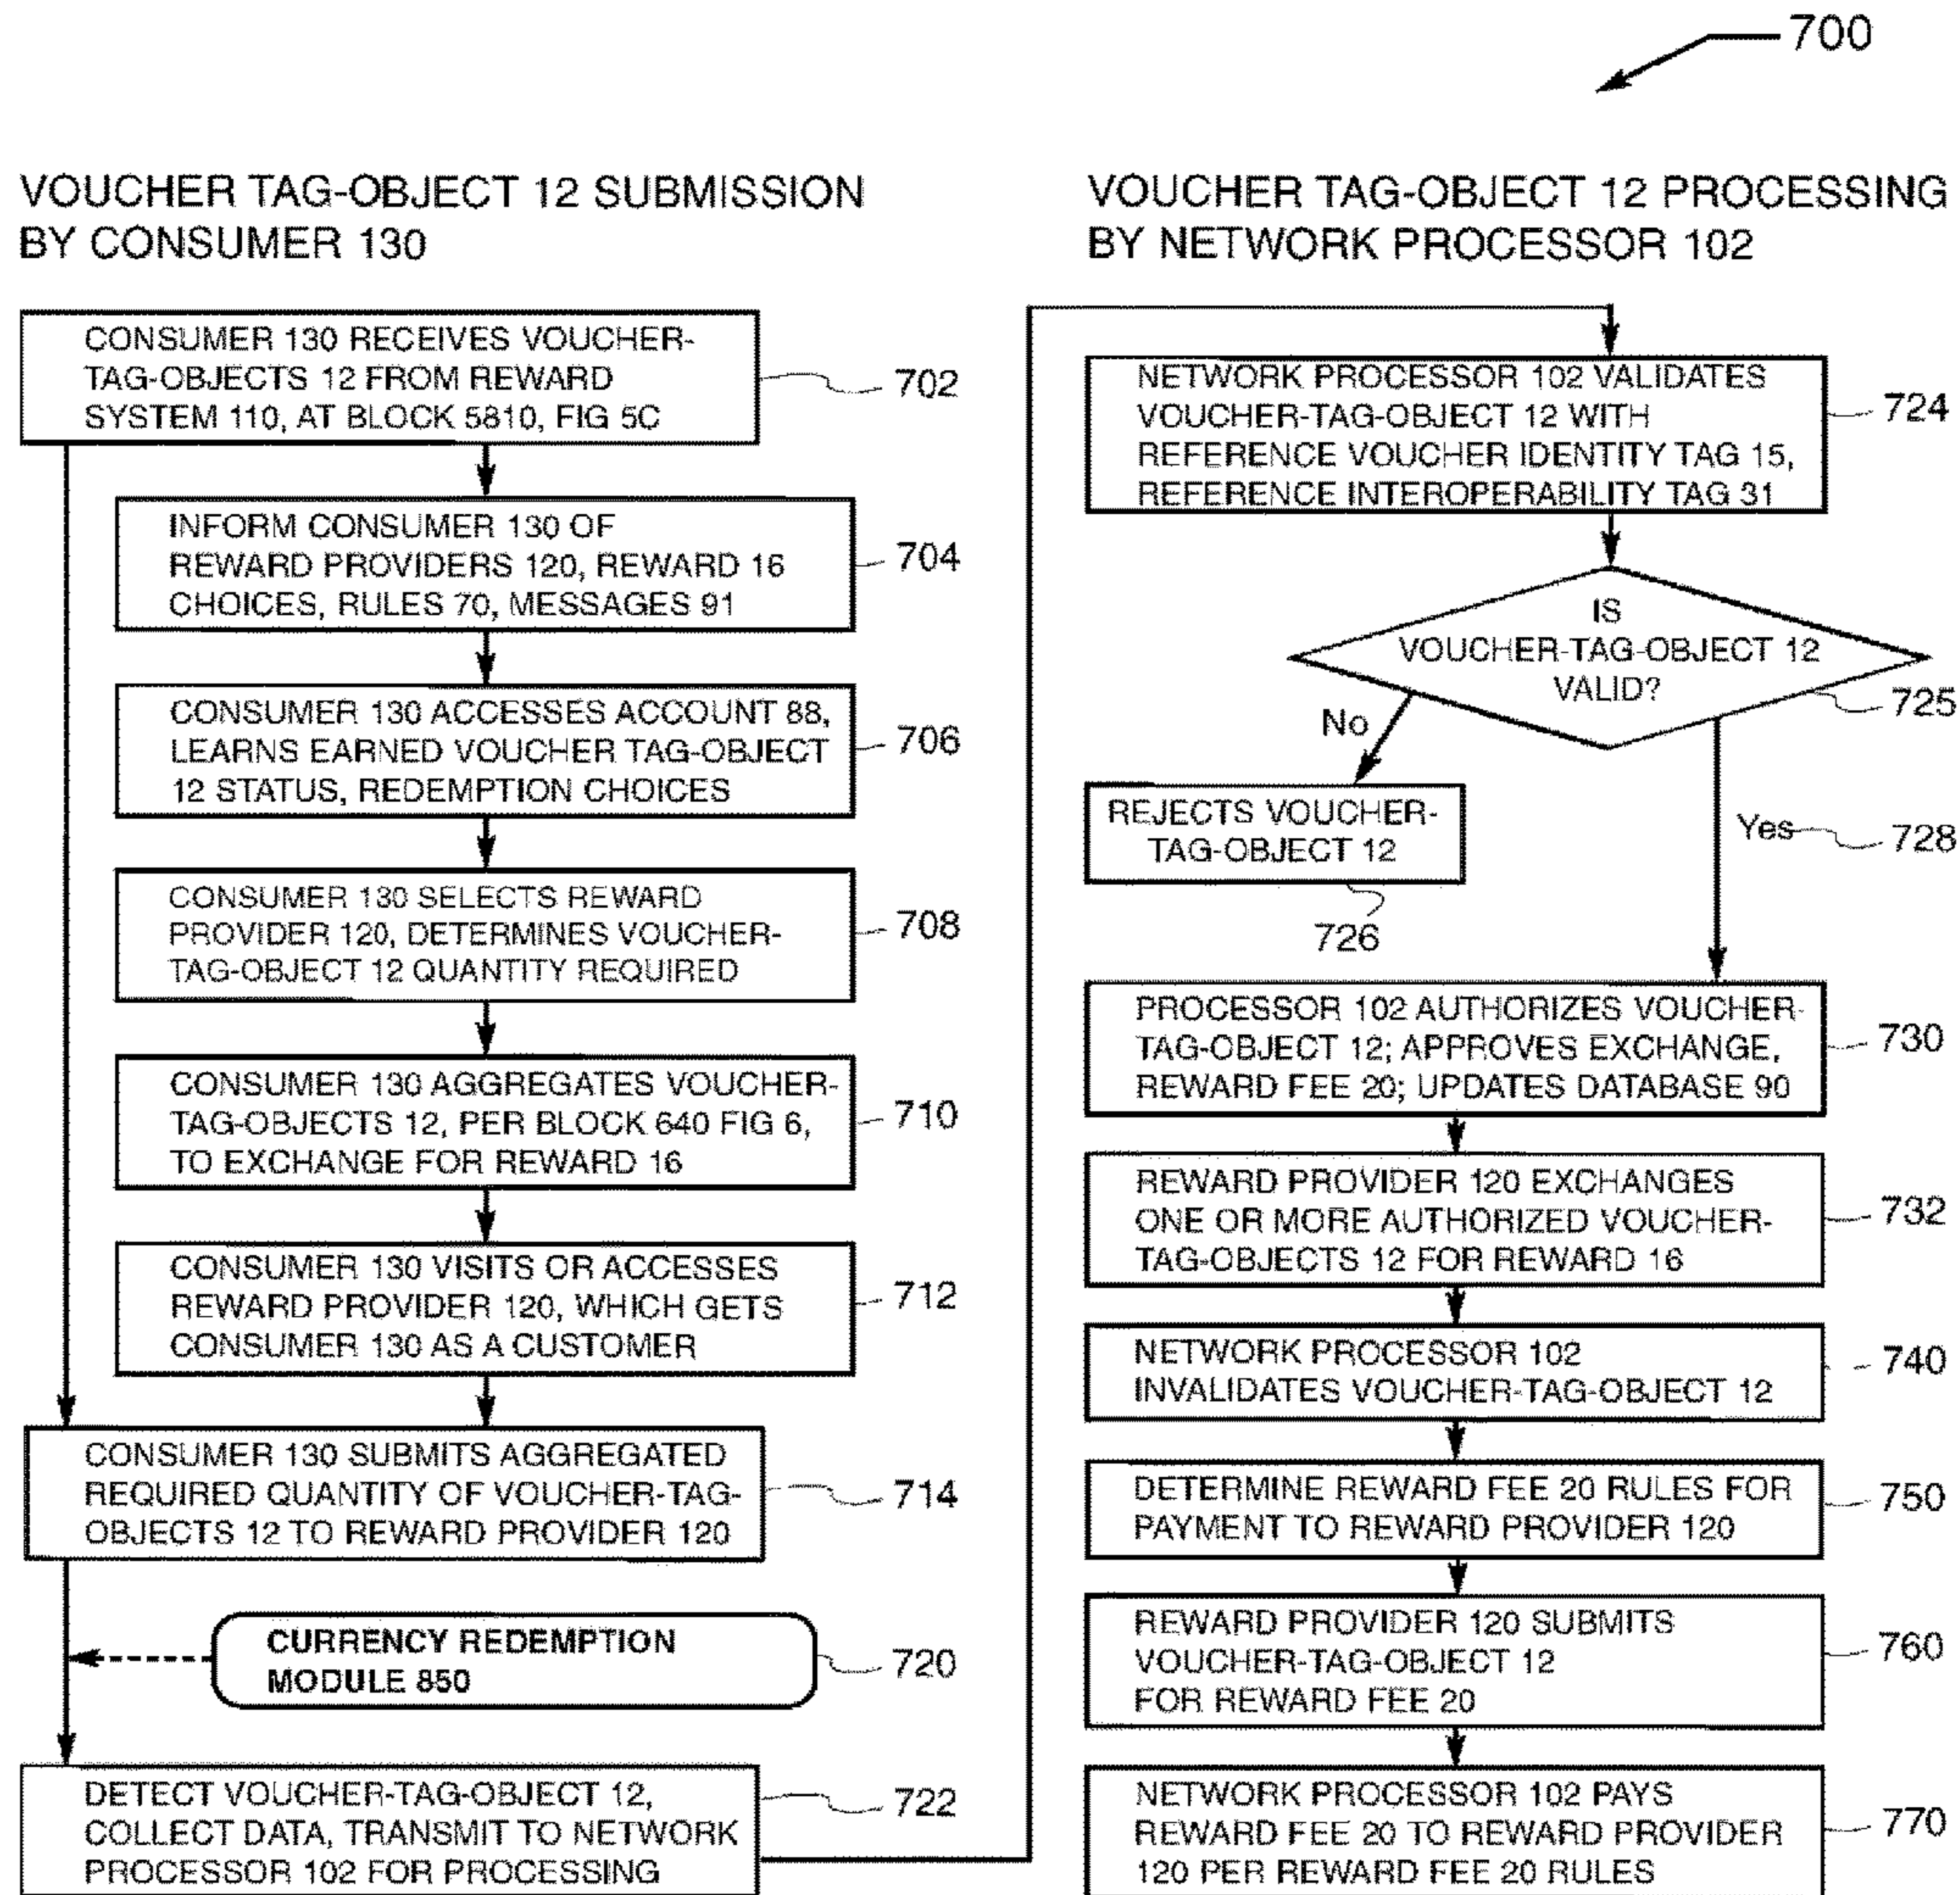 700
VOUCHER TAG-OBJECT 12 SUBMISSION
BY CONSUMER 130
CONSUMER 130 RECEIVES VOUCHER-
TAG-OBJECTS 12 FROM REWARD
SYSTEM 110, AT BLOCK 5810, FIG 5C
702
INFORM CONSUMER 130 OF
REWARD PROVIDERS 120, REWARD 16
CHOICES, RULES 70, MESSAGES 91
704
CONSUMER 130 ACCESSES ACCOUNT 88,
LEARNS EARNED VOUCHER TAG-OBJECT
12 STATUS, REDEMPTION CHOICES
706
CONSUMER 130 SELECTS REWARD
PROVIDER 120, DETERMINES VOUCHER-
TAG-OBJECT 12 QUANTITY REQUIRED
708
CONSUMER 130 AGGREGATES VOUCHER-
TAG-OBJECTS 12, PER BLOCK 640 FIG 6,
TO EXCHANGE FOR REWARD 16
710
CONSUMER 130 VISITS OR ACCESSES
REWARD PROVIDER 120, WHICH GETS
CONSUMER 130 AS A CUSTOMER
712
CONSUMER 130 SUBMITS AGGREGATED
REQUIRED QUANTITY OF VOUCHER-TAG-
OBJECTS 12 TO REWARD PROVIDER 120
714
CURRENCY REDEMPTION
MODULE 850
720
DETECT VOUCHER-TAG-OBJECT 12,
COLLECT DATA, TRANSMIT TO NETWORK
PROCESSOR 102 FOR PROCESSING
722
VOUCHER TAG-OBJECT 12 PROCESSING
BY NETWORK PROCESSOR 102
NETWORK PROCESSOR 102 VALIDATES
VOUCHER-TAG-OBJECT 12 WITH
REFERENCE VOUCHER IDENTITY TAG 15,
REFERENCE INTEROPERABILITY TAG 31
724
IS
VOUCHER-TAG-OBJECT 12
VALID?
725
No
REJECTS VOUCHER-
TAG-OBJECT 12
726
Yes
728
PROCESSOR 102 AUTHORIZES VOUCHER-
TAG-OBJECT 12; APPROVES EXCHANGE,
REWARD FEE 20; UPDATES DATABASE 90
730
REWARD PROVIDER 120 EXCHANGES
ONE OR MORE AUTHORIZED VOUCHER-
TAG-OBJECTS 12 FOR REWARD 16
732
NETWORK PROCESSOR 102
INVALIDATES VOUCHER-TAG-OBJECT 12
740
DETERMINE REWARD FEE 20 RULES FOR
PAYMENT TO REWARD PROVIDER 120
750
REWARD PROVIDER 120 SUBMITS
VOUCHER-TAG-OBJECT 12
FOR REWARD FEE 20
760
NETWORK PROCESSOR 102 PAYS
REWARD FEE 20 TO REWARD PROVIDER
120 PER REWARD FEE 20 RULES
770